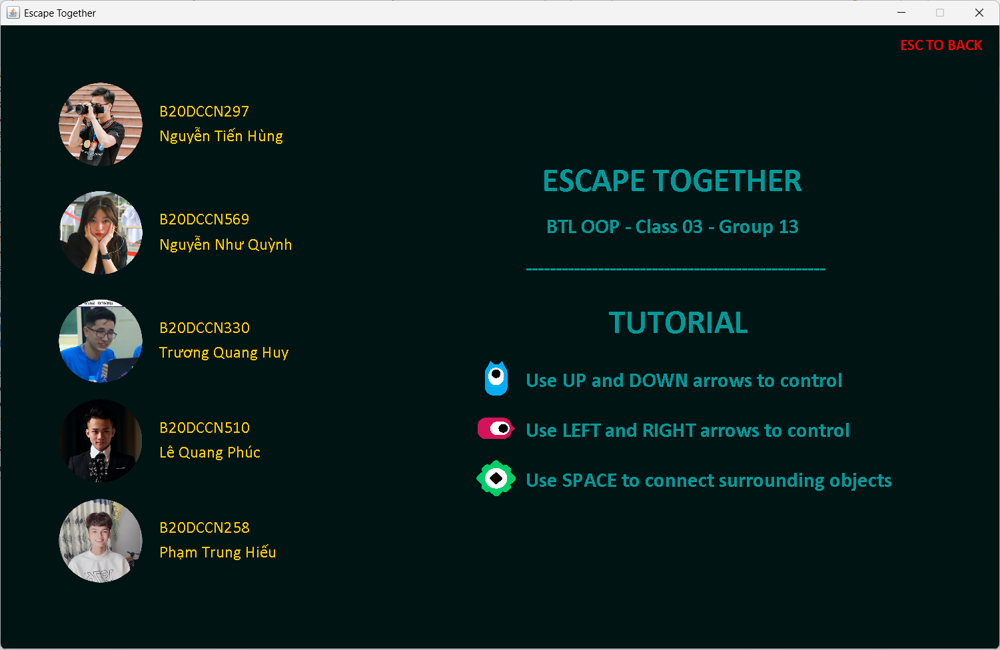 Escape Together
ESC TO BACK
B20DCCN297
Nguyễn Tiến Hùng
B20DCCN569
Nguyễn Như Quỳnh
B20DCCN330
Trương Quang Huy
B20DCCN510
Lê Quang Phúc
B20DCCN258
Phạm Trung Hiếu
ESCAPE TOGETHER
BTL OOP - Class 03 - Group 13
--------------------------------------------------
TUTORIAL
Use UP and DOWN arrows to control
Use LEFT and RIGHT arrows to control
Use SPACE to connect surrounding objects